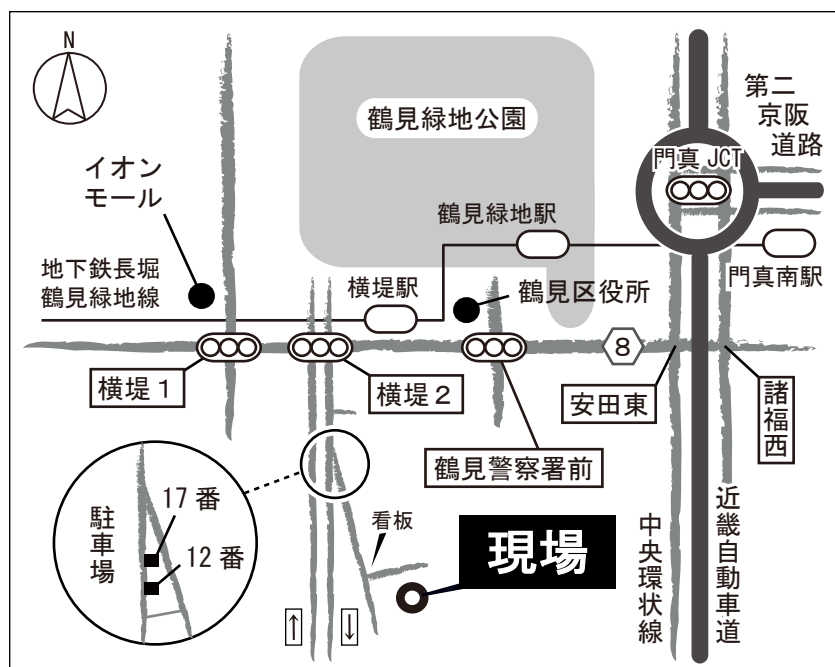 N
鶴見緑地公園
第二
京阪
道路
門真 JCT
イオン
モール
鶴見緑地駅
地下鉄長堀
鶴見緑地線
横堤駅
鶴見区役所
門真南駅
8
横堤 1
横堤 2
安田東
諸福西
鶴見警察署前
17 番
12 番
駐車場
看板
現場
中央環状線
近畿自動車道
↑
↓